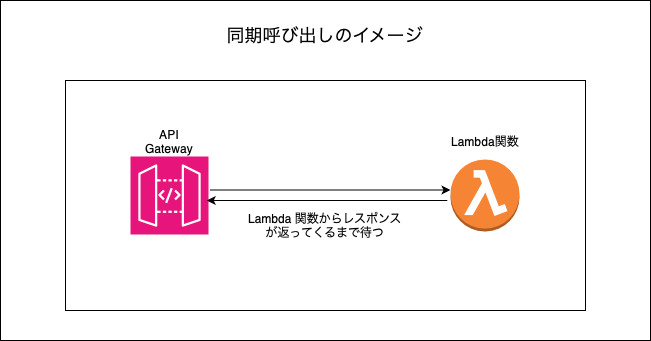 同期呼び出しのイメージ
API
Gateway
Lambda関数
</>
Lambda 関数からレスポンス
が返ってくるまで待つ
λ